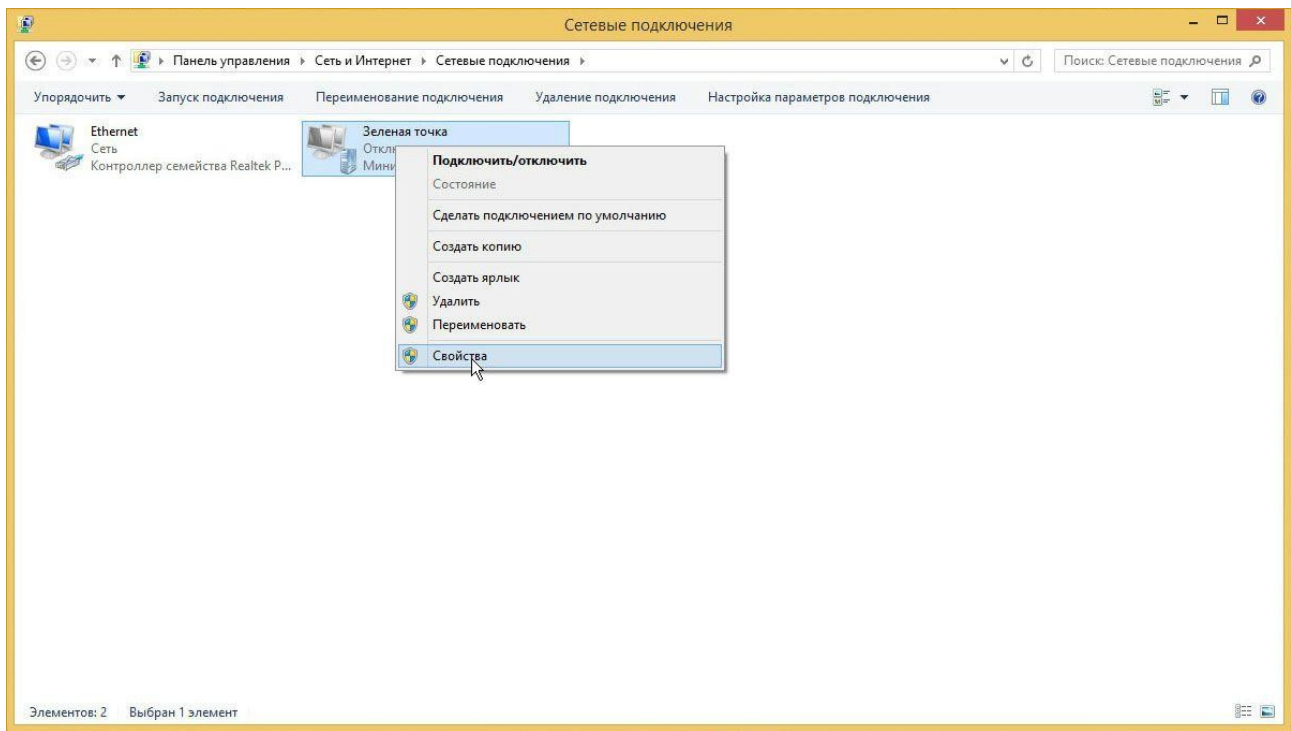 Сетевые подключения
Панель управления Сеть и Интернет Сетевые подключения Поиск: Сетевые подключения
Упорядочить Запуск подключения Переименование подключения Удаление подключения Настройка параметров подключения
Ethernet
Сеть
Контроллер семейства Realtek P...
Зеленая точка
Подключить/отключить
Состояние
Сделать подключением по умолчанию
Создать копию
Создать ярлык
Удалить
Переименовать
Свойства
Элементов: 2 Выбран 1 элемент